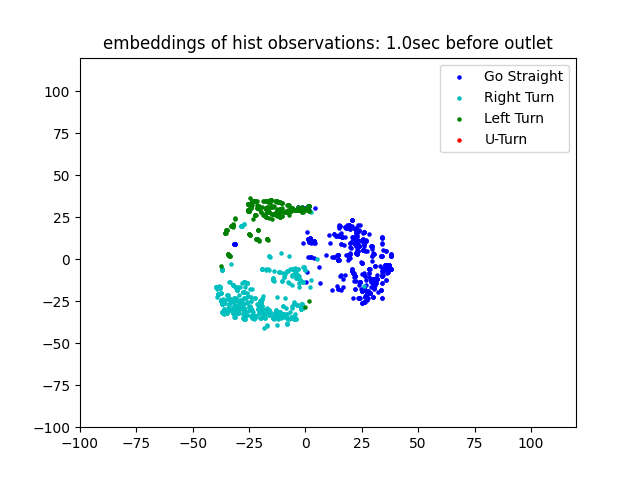 embeddings of hist observations: 1.0sec before outlet
Go Straight
Right Turn
Left Turn
U-Turn
100
75
50
25
0
−25
−50
−75
−100
−100 −75 −50 −25 0 25 50 75 100